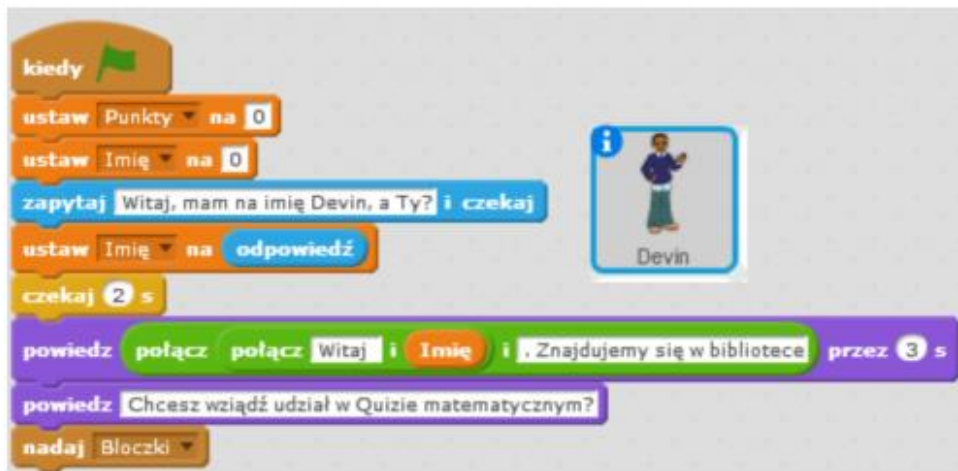 kiedy
ustaw Punkty na 0
ustaw Imię na 0
zapytaj Witaj, mam na imię Devin, a Ty? i czekaj
ustaw Imię na odpowiedź
czekaj 2 s
powiedz połącz połącz Witaj i Imię i . Znajdujemy się w bibliotece przez 3 s
powiedz Chcesz wziądź udział w Quizie matematycznym?
nadaj Bloczki
i
Devin